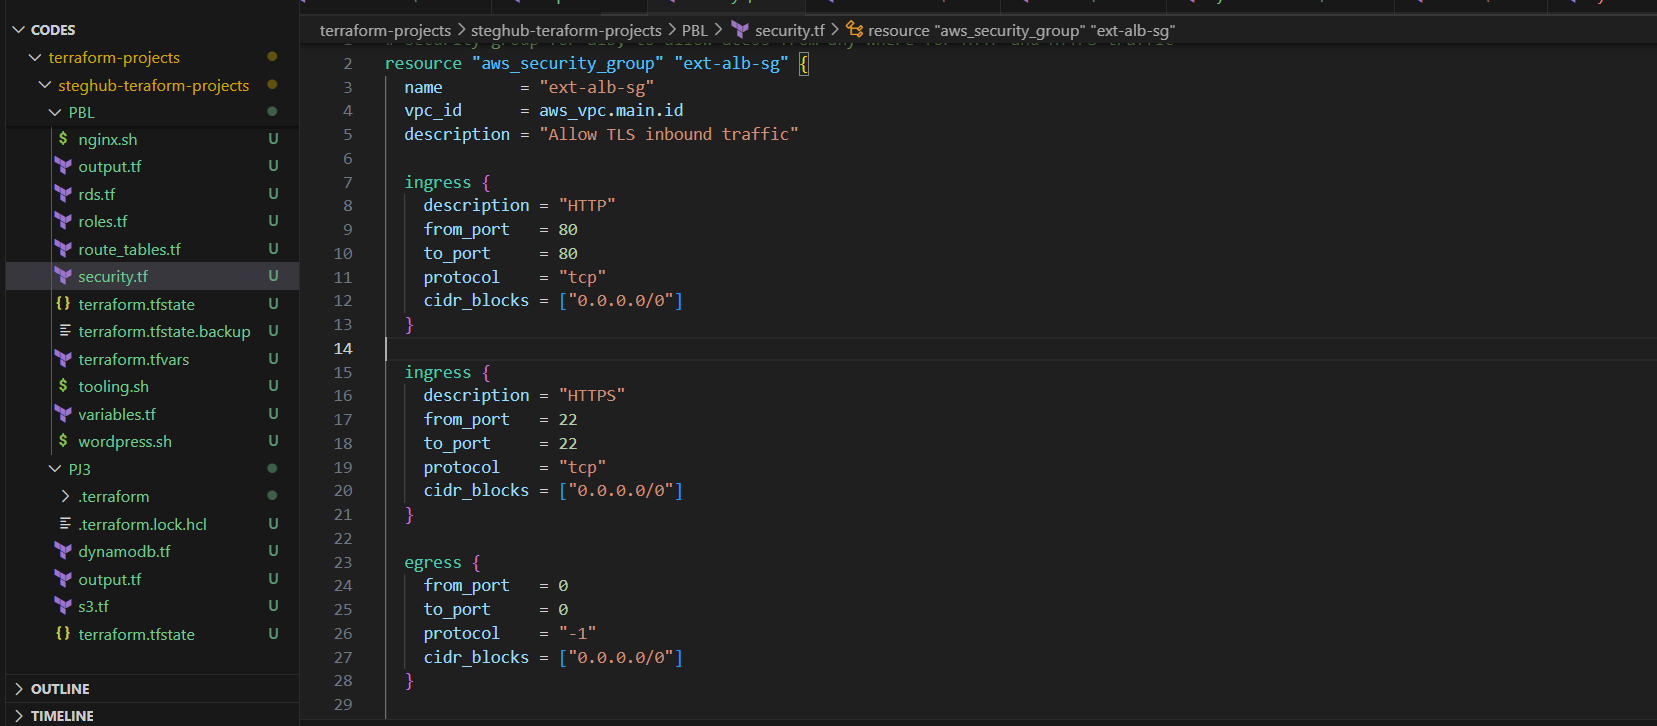 CODES
terraform-projects
steghub-teraform-projects
PBL
nginx.sh U
output.tf U
rds.tf U
roles.tf U
route_tables.tf U
security.tf U
terraform.tfstate U
terraform.tfstate.backup U
terraform.tfvars U
tooling.sh U
variables.tf U
wordpress.sh U
PJ3
.terraform
.terraform.lock.hcl U
dynamodb.tf U
output.tf U
s3.tf U
terraform.tfstate U
OUTLINE
TIMELINE
terraform-projects > steghub-teraform-projects > PBL > security.tf > resource "aws_security_group" "ext-alb-sg"
2 resource "aws_security_group" "ext-alb-sg" {
3 name = "ext-alb-sg"
4 vpc_id = aws_vpc.main.id
5 description = "Allow TLS inbound traffic"
6
7 ingress {
8 description = "HTTP"
9 from_port = 80
10 to_port = 80
11 protocol = "tcp"
12 cidr_blocks = ["0.0.0.0/0"]
13 }
14
15 ingress {
16 description = "HTTPS"
17 from_port = 22
18 to_port = 22
19 protocol = "tcp"
20 cidr_blocks = ["0.0.0.0/0"]
21 }
22
23 egress {
24 from_port = 0
25 to_port = 0
26 protocol = "-1"
27 cidr_blocks = ["0.0.0.0/0"]
28 }
29